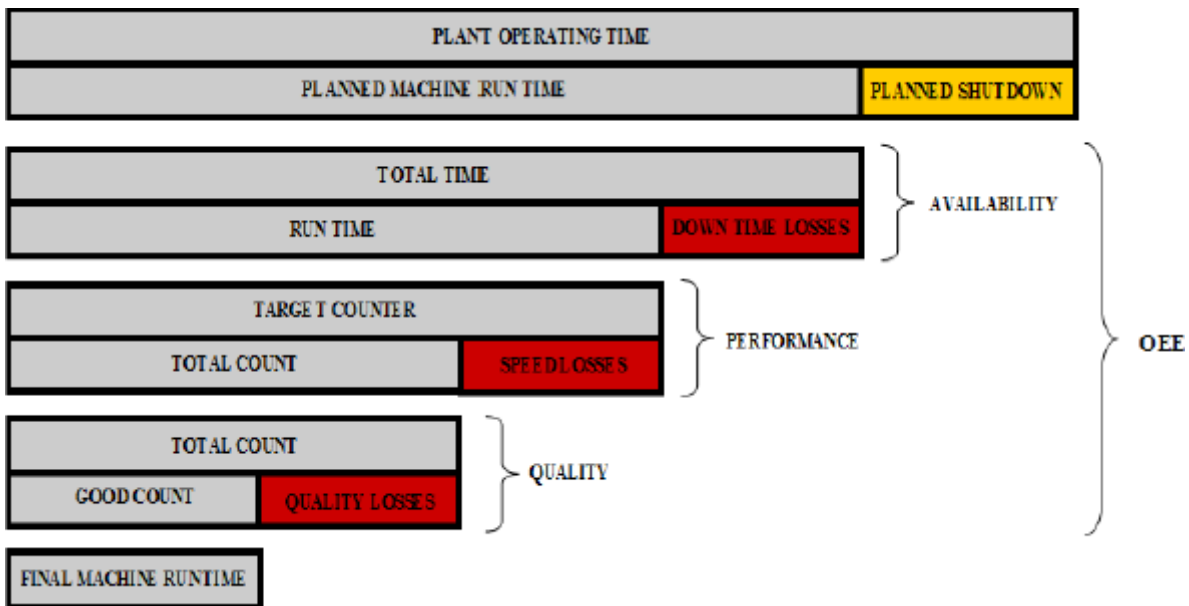 PLANT OPERATING TIME
PLANNED MACHINE RUN TIME
PLANNED SHUTDOWN
TOTAL TIME
RUN TIME
DOWN TIME LOSSES
AVAILABILITY
TARGET COUNTER
TOTAL COUNT
SPEED LOSSES
PERFORMANCE
OEE
TOTAL COUNT
GOOD COUNT
QUALITY LOSSES
QUALITY
FINAL MACHINE RUNTIME